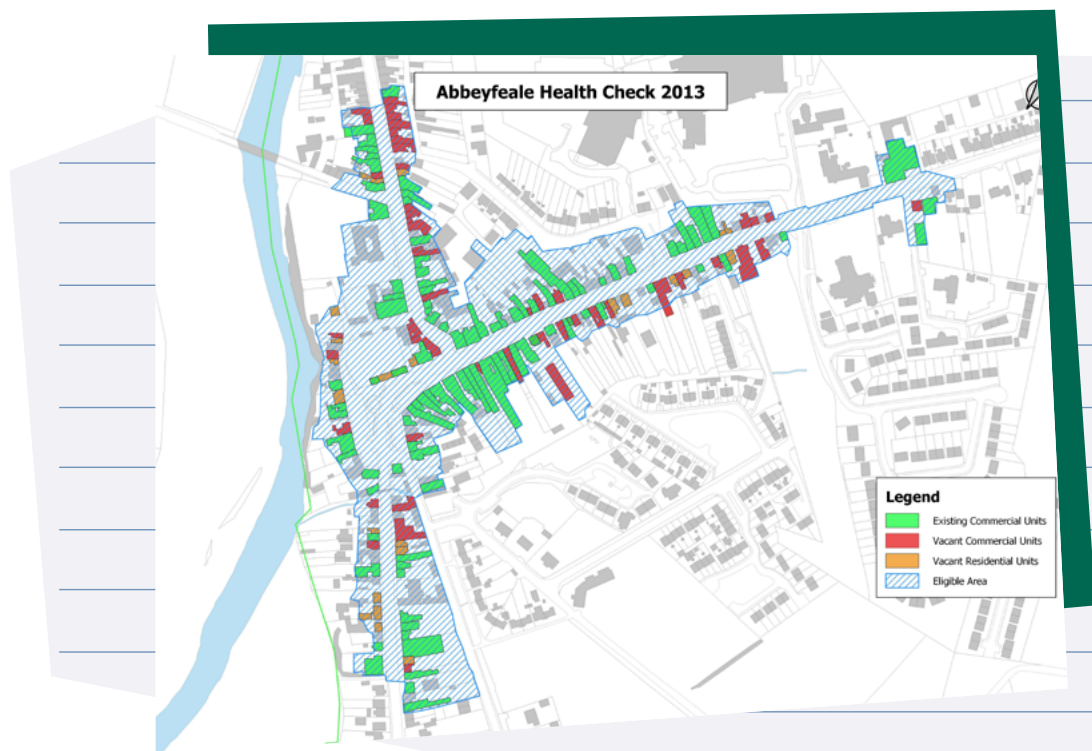 Abbeyfeale Health Check 2013
Legend
Existing Commercial Units
Vacant Commercial Units
Vacant Residential Units
Eligible Area